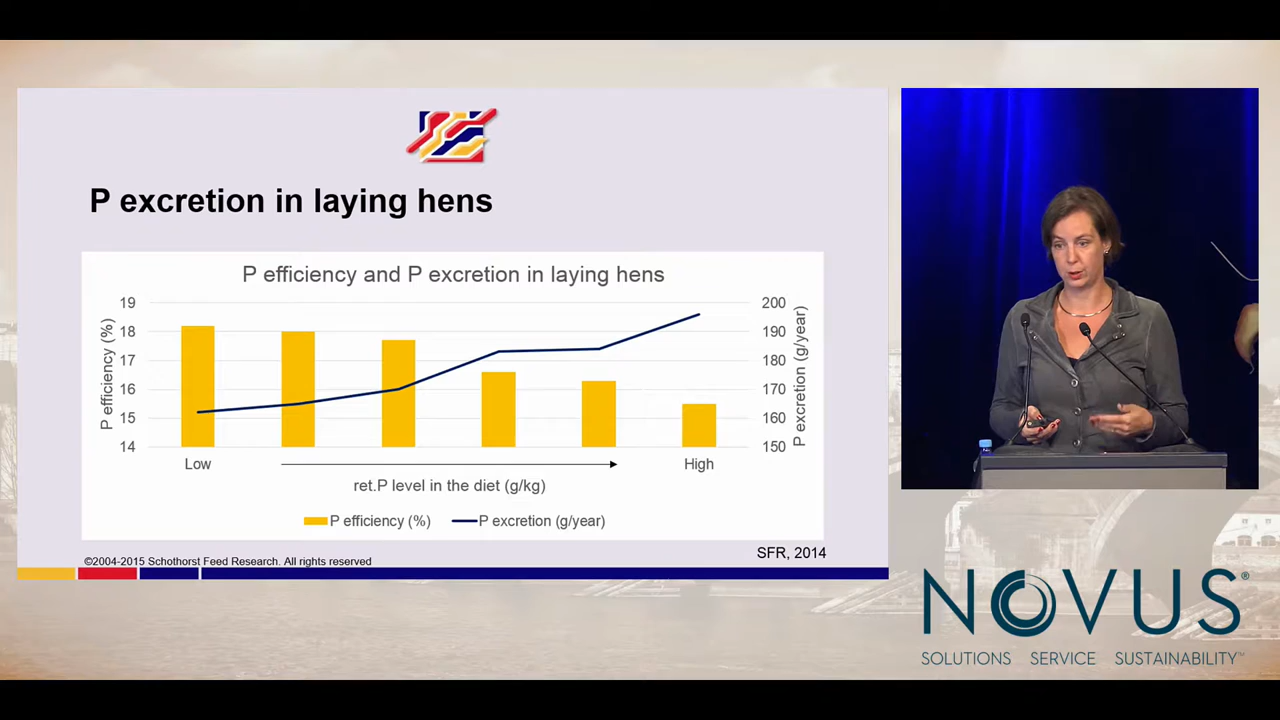 P excretion in laying hens
P efficiency and P excretion in laying hens
19
18
17
16
15
14
P efficiency (%)
200
190
180
170
160
150
P excretion (g/year)
Low
High
ret.P level in the diet (g/kg)
P efficiency (%)
P excretion (g/year)
SFR, 2014
©2004-2015 Schothorst Feed Research. All rights reserved
NOVUS®
SOLUTIONS SERVICE SUSTAINABILITY™